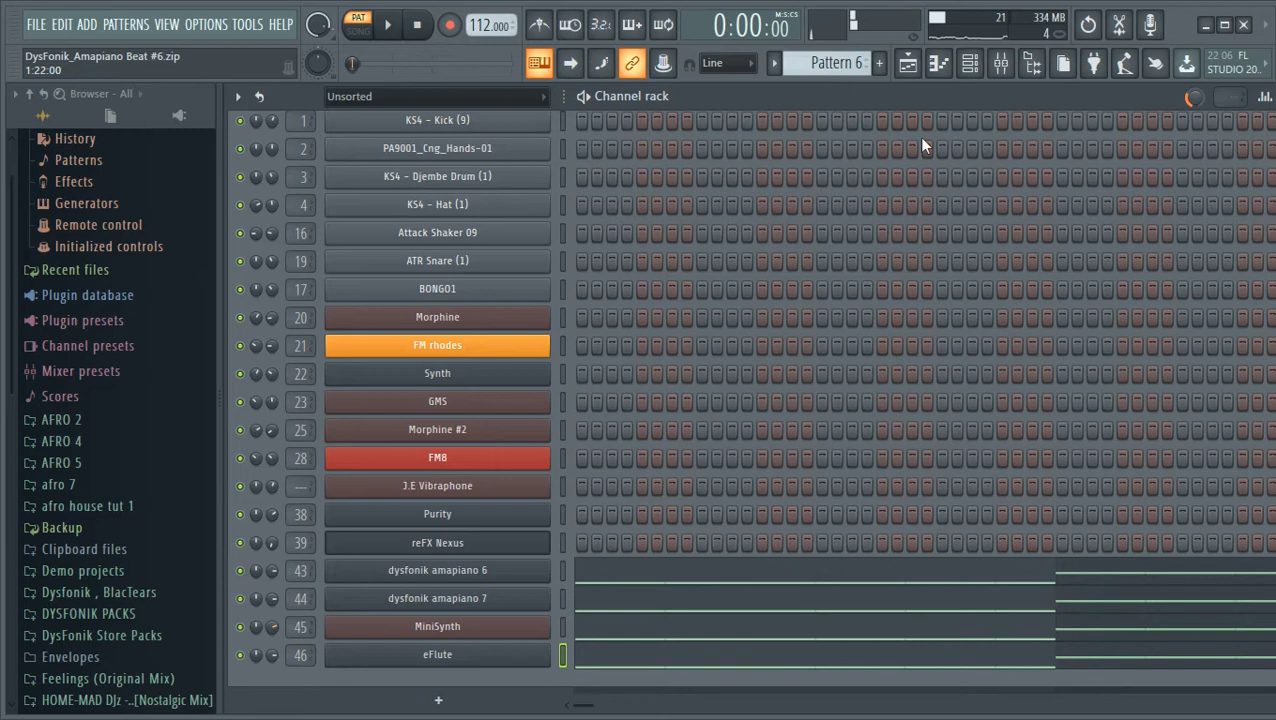 FILE EDIT ADD PATTERNS VIEW OPTIONS TOOLS HELP
PAT
SONG
112.000
3.2.
0:00:00
M:S:CS
21
334 MB
4
DysFonik_Amapiano Beat #6.zip
1:22:00
Line
Pattern 6
+
22 06 FL
STUDIO 20...
Browser - All
Unsorted
Channel rack
History
Patterns
Effects
Generators
Remote control
Initialized controls
Recent files
Plugin database
Plugin presets
Channel presets
Mixer presets
Scores
AFRO 2
AFRO 4
AFRO 5
afro 7
afro house tut 1
Backup
Clipboard files
Demo projects
Dysfonik , BlacTears
DYSFONIK PACKS
DysFonik Store Packs
Envelopes
Feelings (Original Mix)
HOME-MAD DJz -..[Nostalgic Mix]
1 KS4 - Kick (9)
2 PA9001_Cng_Hands-01
3 KS4 - Djembe Drum (1)
4 KS4 - Hat (1)
16 Attack Shaker 09
19 ATR Snare (1)
17 BONGO1
20 Morphine
21 FM rhodes
22 Synth
23 GMS
25 Morphine #2
28 FM8
--- J.E Vibraphone
38 Purity
39 reFX Nexus
43 dysfonik amapiano 6
44 dysfonik amapiano 7
45 MiniSynth
46 eFlute
+